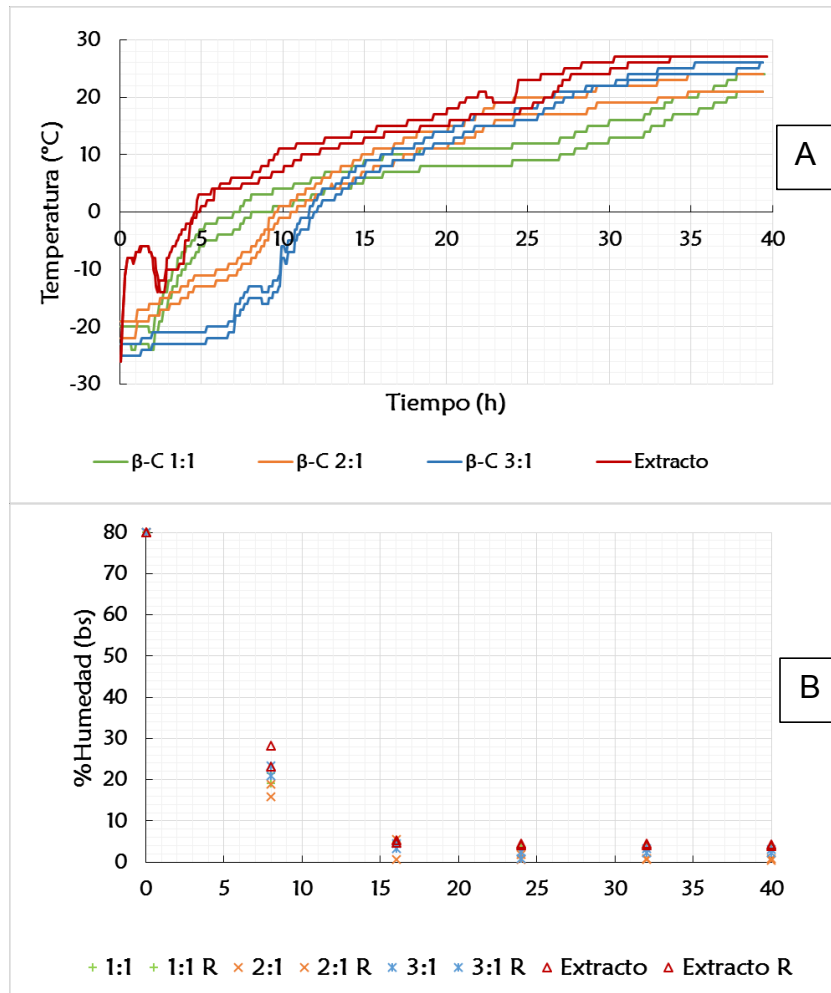 30
20
10
0
-10
-20
-30
0 5 10 15 20 25 30 35 40
Temperatura (°C)
Tiempo (h)
A
β-C 1:1 β-C 2:1 β-C 3:1 Extracto
80
70
60
50
40
30
20
10
0
0 5 10 15 20 25 30 35 40
%Humedad (bs)
B
1:1 1:1 R 2:1 2:1 R 3:1 3:1 R Extracto Extracto R